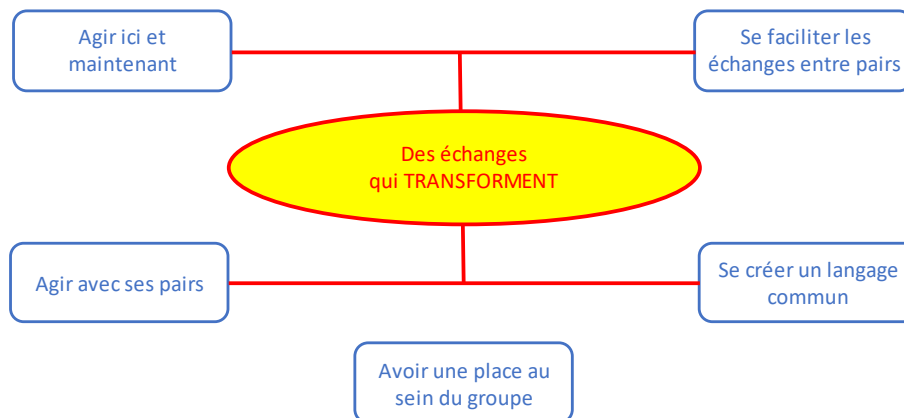 Agir ici et
maintenant
Se faciliter les
échanges entre pairs
Des échanges
qui TRANSFORMENT
Agir avec ses pairs
Se créer un langage
commun
Avoir une place au
sein du groupe